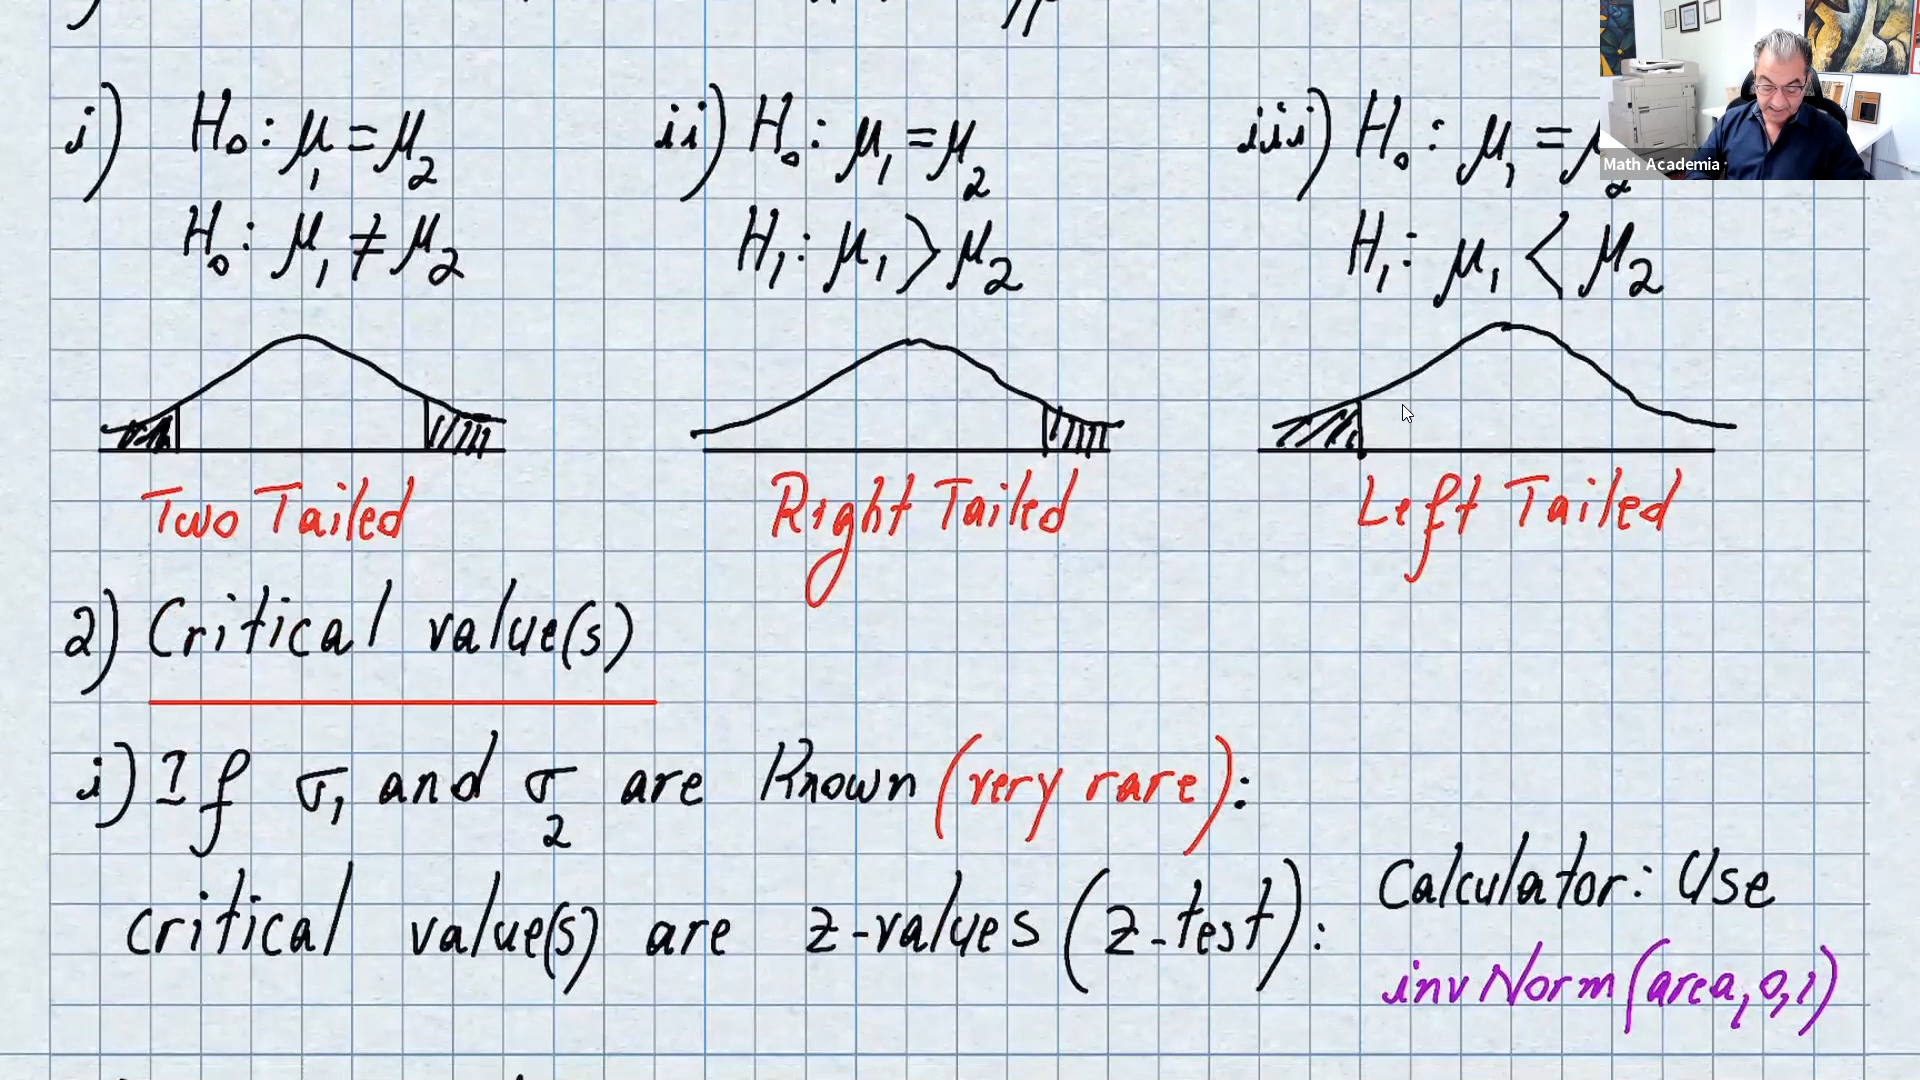 i) H₀: μ₁ = μ₂
H₀: μ₁ ≠ μ₂
Two Tailed
ii) H₀: μ₁ = μ₂
H₁: μ₁ > μ₂
Right Tailed
iii) H₀: μ₁ = μ₂
H₁: μ₁ < μ₂
Left Tailed
Math Academia
2) Critical value(s)
i) If σ₁ and σ₂ are Known (very rare):
critical value(s) are z-values (z-test):
Calculator: Use
invNorm(area, 0, 1)